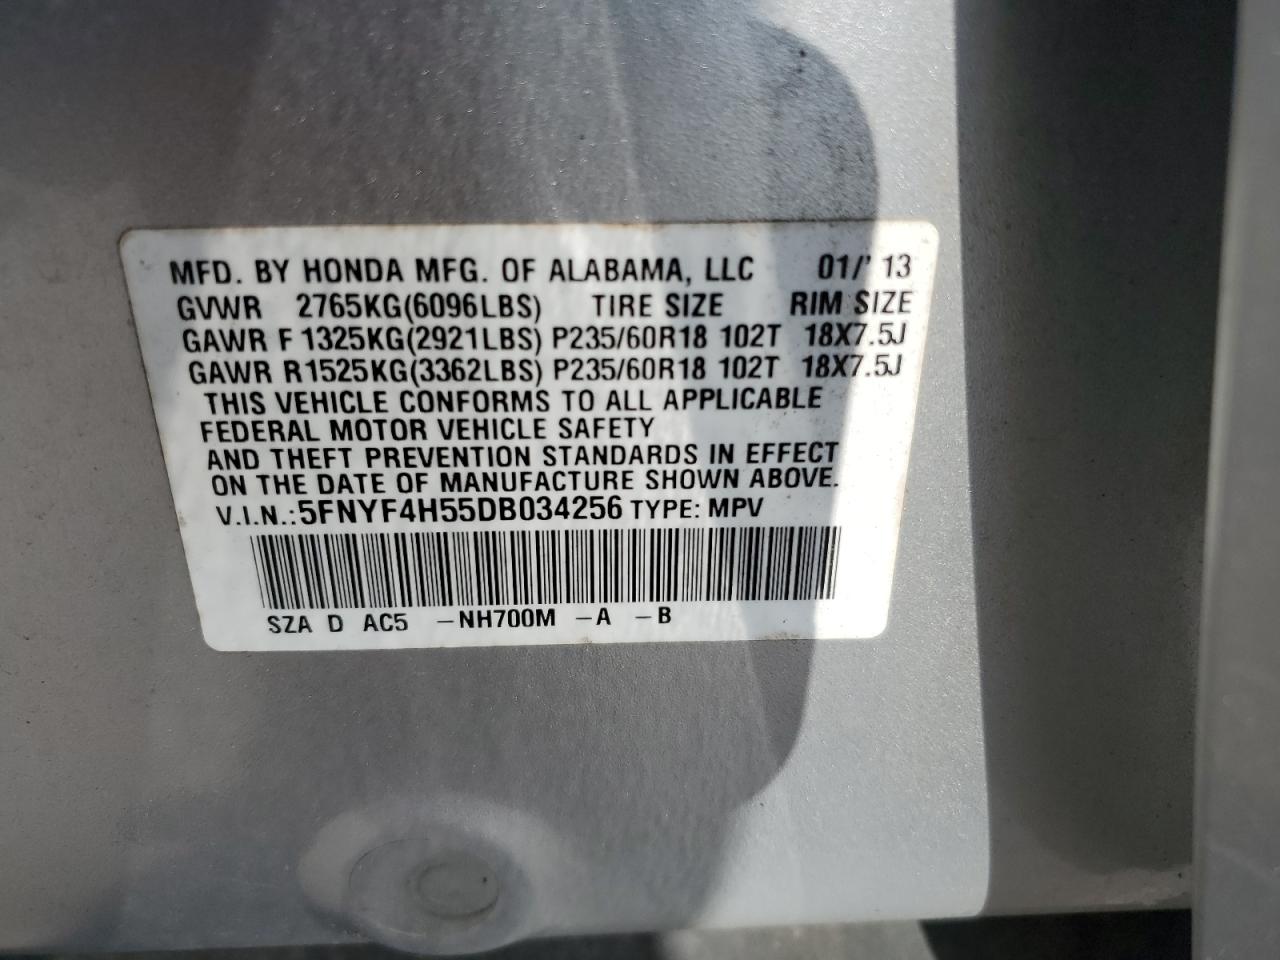 MFD. BY HONDA MFG. OF ALABAMA, LLC 01/' 13
GVWR 2765KG(6096LBS) TIRE SIZE RIM SIZE
GAWR F 1325KG(2921LBS) P235/60R18 102T 18X7.5J
GAWR R1525KG(3362LBS) P235/60R18 102T 18X7.5J
THIS VEHICLE CONFORMS TO ALL APPLICABLE
FEDERAL MOTOR VEHICLE SAFETY
AND THEFT PREVENTION STANDARDS IN EFFECT
ON THE DATE OF MANUFACTURE SHOWN ABOVE.
V.I.N.:5FNYF4H55DB034256 TYPE: MPV
SZA D AC5 -NH700M -A -B